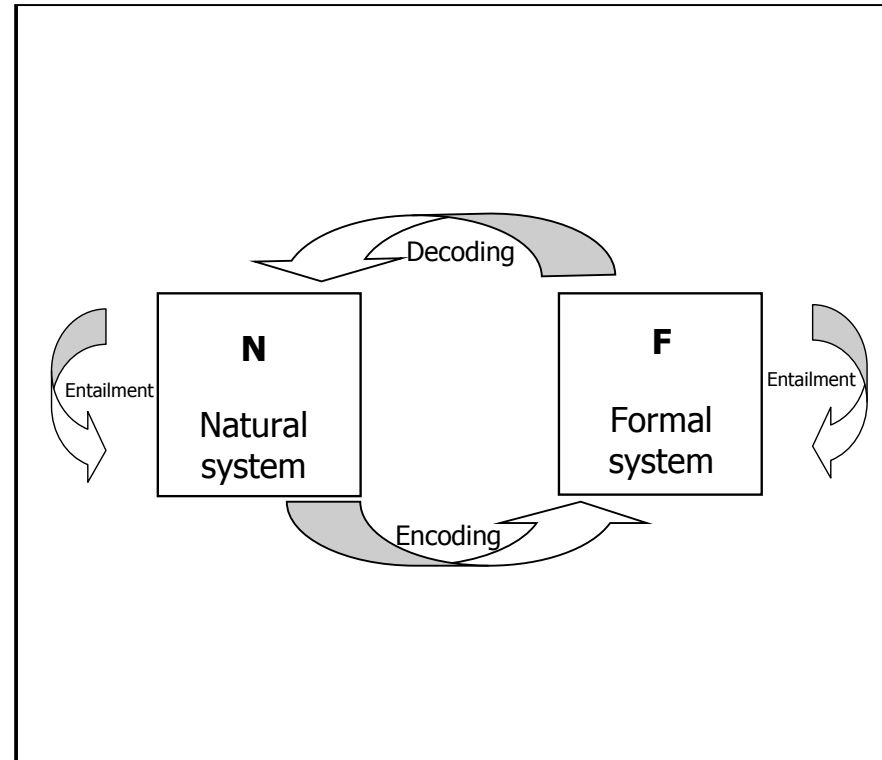 Decoding
N
Natural
system
Entailment
F
Formal
system
Entailment
Encoding